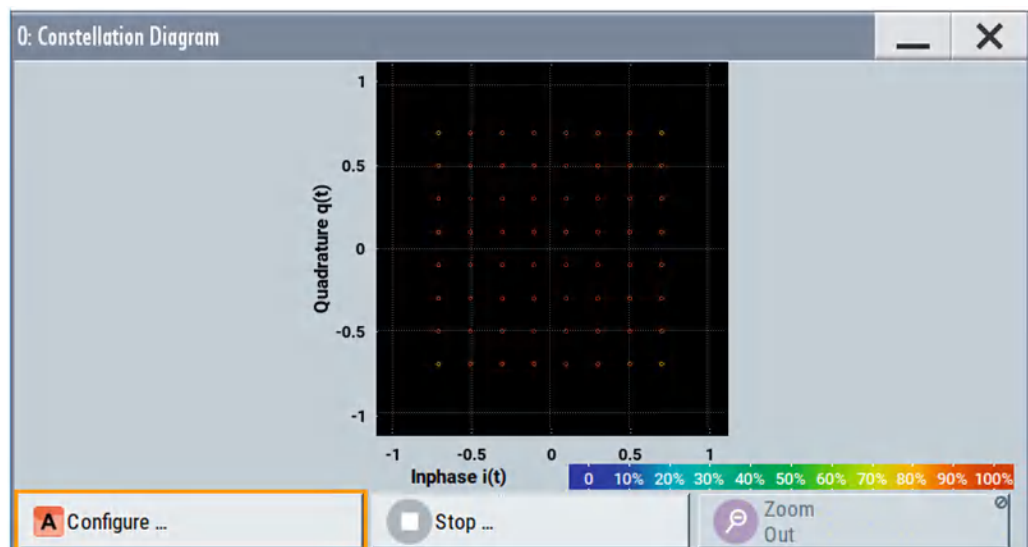 0: Constellation Diagram
1
0.5
0
-0.5
-1
Quadrature q(t)
-1 -0.5 0 0.5 1
Inphase i(t)
0 10% 20% 30% 40% 50% 60% 70% 80% 90% 100%
A Configure ...
Stop ...
Zoom
Out